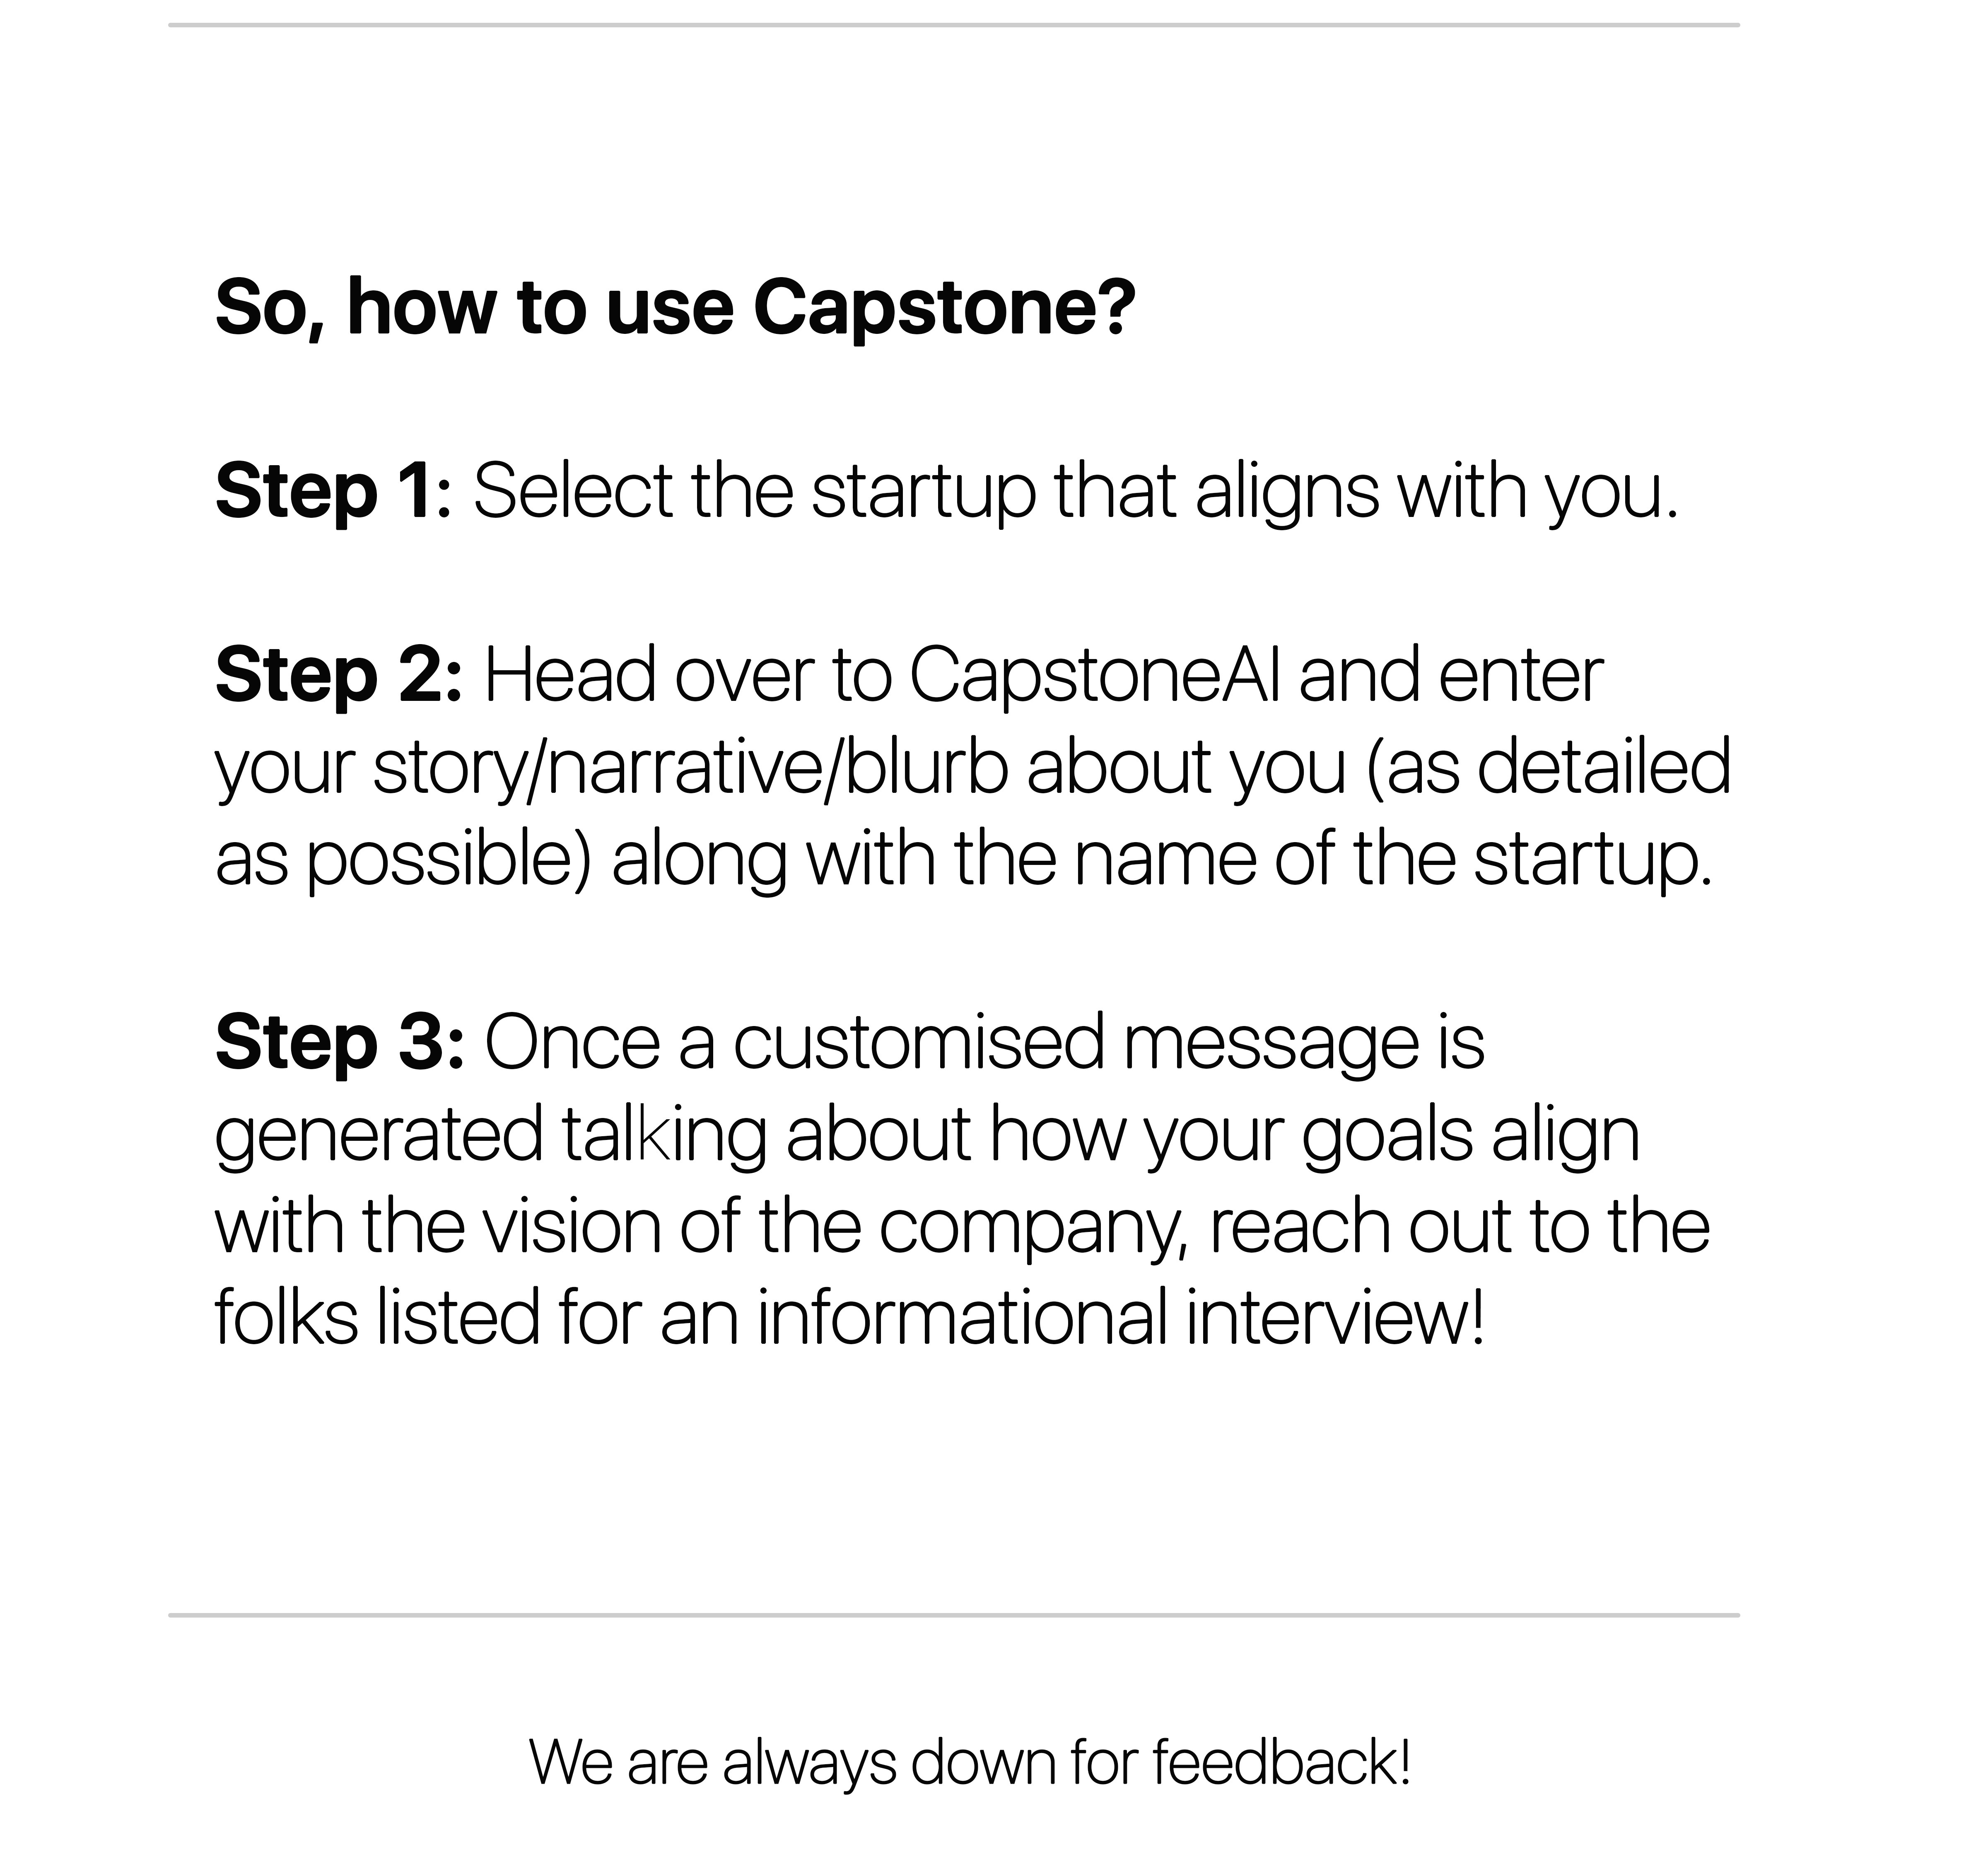 So, how to use Capstone?
Step 1: Select the startup that aligns with you.
Step 2: Head over to CapstoneAI and enter
your story/narrative/blurb about you (as detailed
as possible) along with the name of the startup.
Step 3: Once a customised message is
generated talking about how your goals align
with the vision of the company, reach out to the
folks listed for an informational interview!
We are always down for feedback!